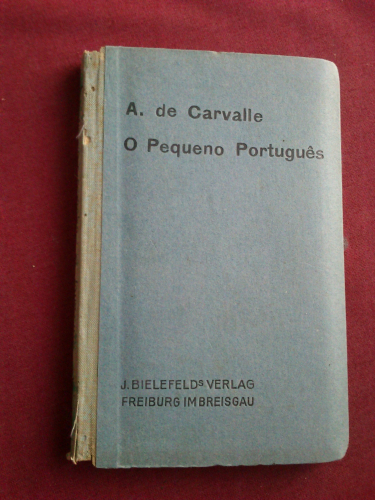 A. de Carvalle
O Pequeno Português
J. BIELEFELDS VERLAG
FREIBURG IM BREISGAU